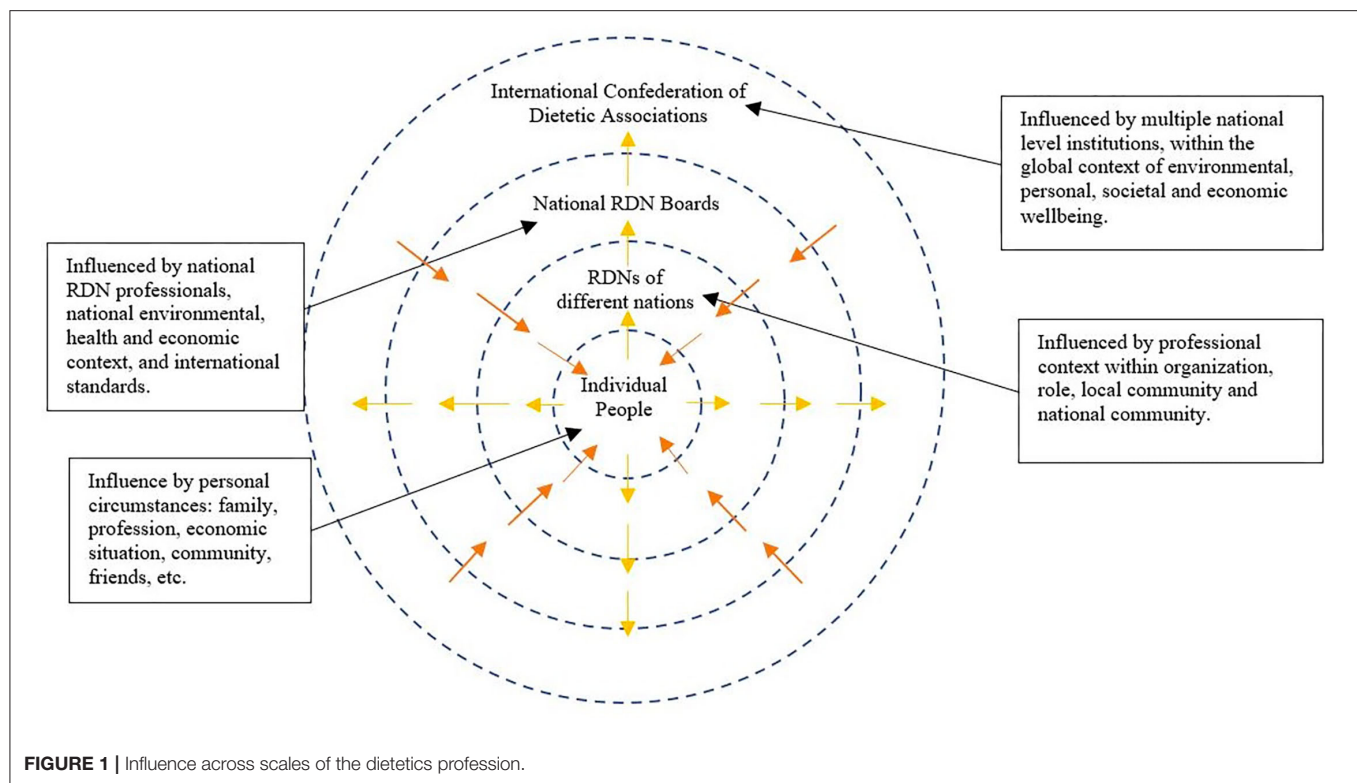 International Confederation of
Dietetic Associations
National RDN Boards
RDNs of
different nations
Individual
People
Influenced by multiple national
level institutions, within the
global context of environmental,
personal, societal and economic
wellbeing.
Influenced by national
RDN professionals,
national environmental,
health and economic
context, and international
standards.
Influenced by professional
context within organization,
role, local community and
national community.
Influence by personal
circumstances: family,
profession, economic
situation, community,
friends, etc.
FIGURE 1 | Influence across scales of the dietetics profession.